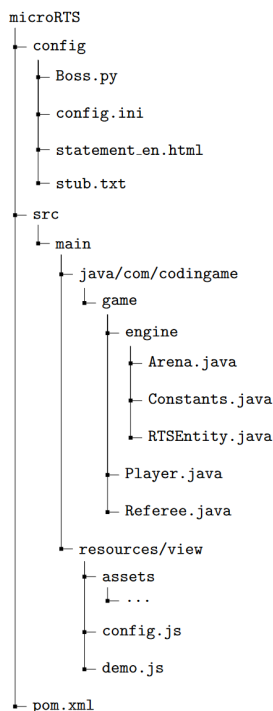 microRTS
config
Boss.py
config.ini
statement_en.html
stub.txt
src
main
java/com/codingame
game
engine
Arena.java
Constants.java
RTSEntity.java
Player.java
Referee.java
resources/view
assets
...
config.js
demo.js
pom.xml